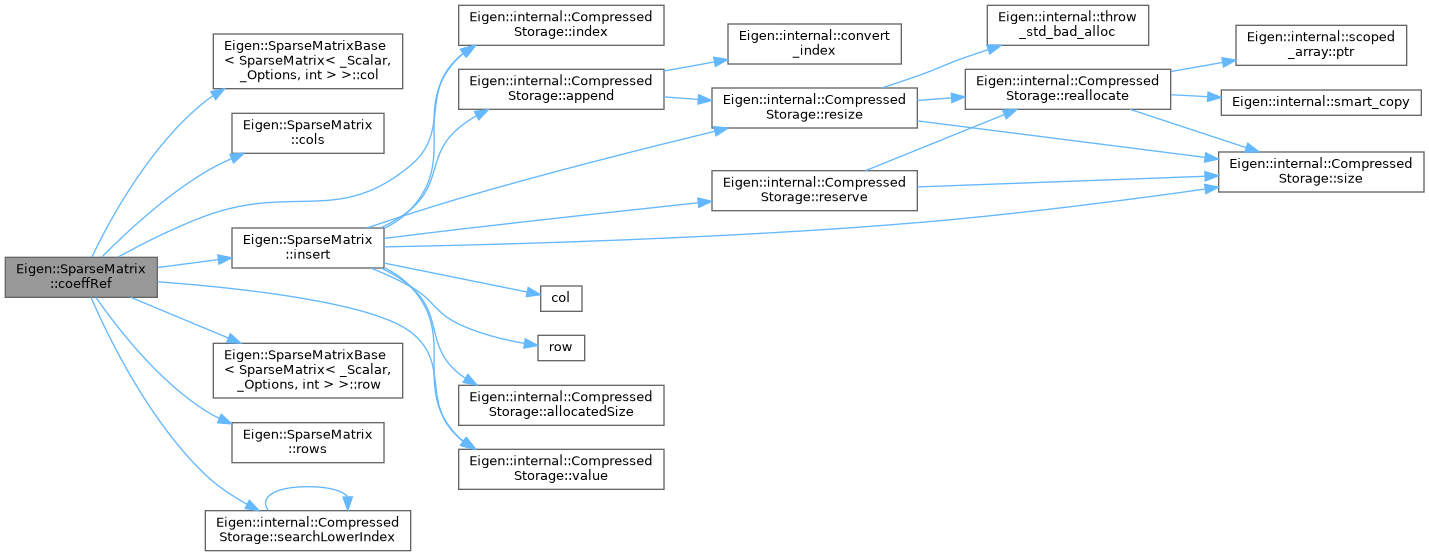 Eigen::SparseMatrix
::coeffRef
Eigen::SparseMatrixBase
< SparseMatrix< _Scalar,
_Options, int > >::col
Eigen::SparseMatrix
::cols
Eigen::SparseMatrix
::insert
Eigen::SparseMatrixBase
< SparseMatrix< _Scalar,
_Options, int > >::row
Eigen::SparseMatrix
::rows
Eigen::internal::Compressed
Storage::searchLowerIndex
Eigen::internal::Compressed
Storage::index
Eigen::internal::Compressed
Storage::append
col
row
Eigen::internal::Compressed
Storage::allocatedSize
Eigen::internal::Compressed
Storage::value
Eigen::internal::convert
_index
Eigen::internal::Compressed
Storage::resize
Eigen::internal::Compressed
Storage::reserve
Eigen::internal::throw
_std_bad_alloc
Eigen::internal::Compressed
Storage::reallocate
Eigen::internal::scoped
_array::ptr
Eigen::internal::smart_copy
Eigen::internal::Compressed
Storage::size